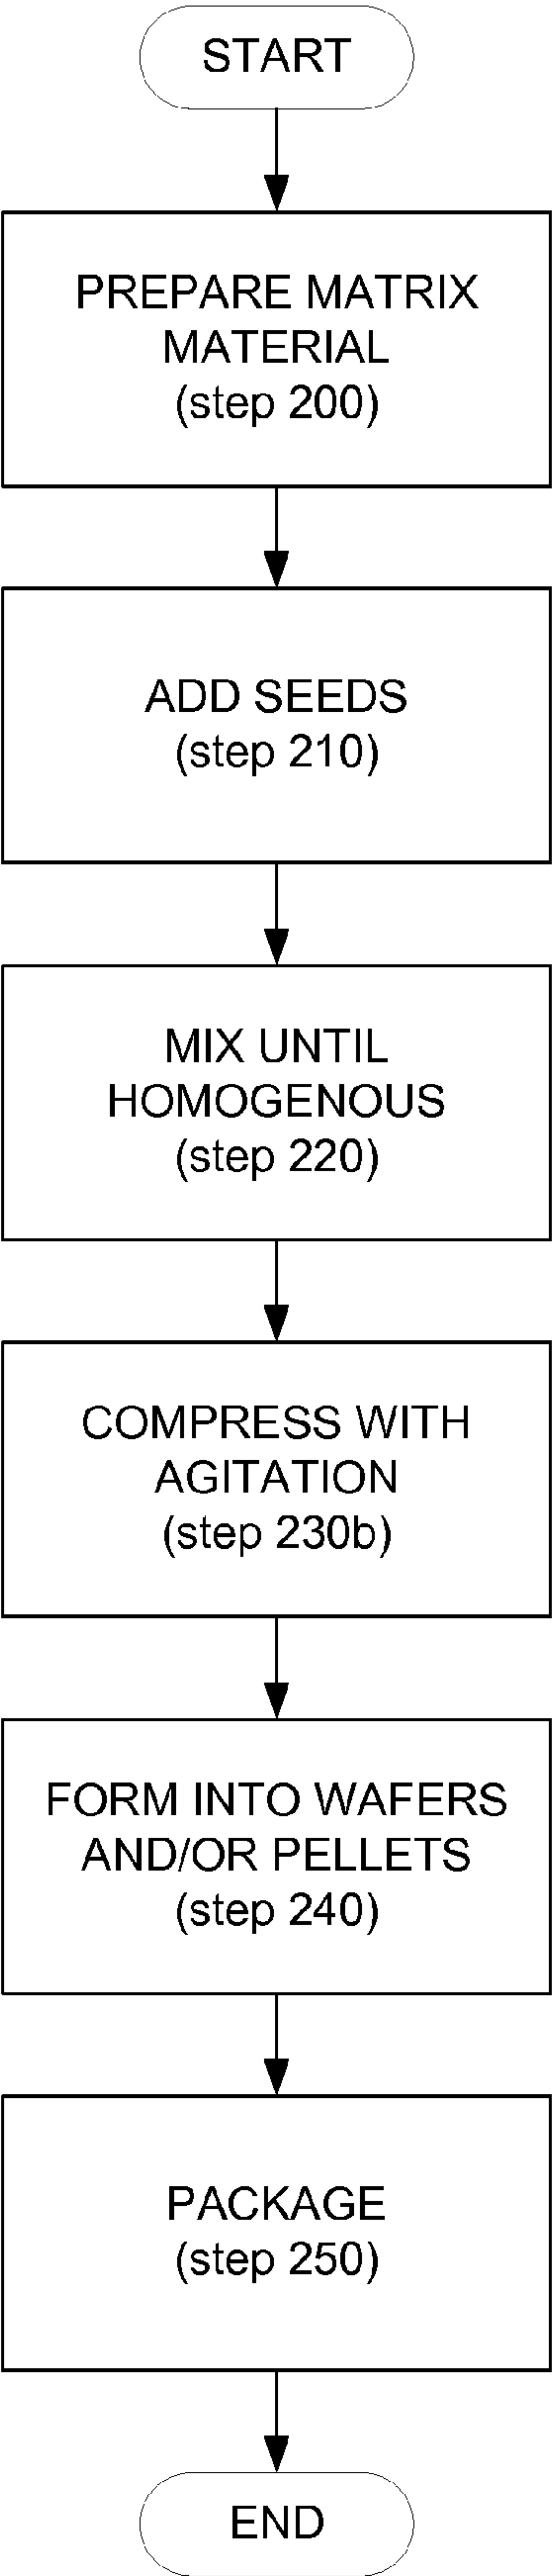 START
PREPARE MATRIX
MATERIAL
(step 200)
ADD SEEDS
(step 210)
MIX UNTIL
HOMOGENOUS
(step 220)
COMPRESS WITH
AGITATION
(step 230b)
FORM INTO WAFERS
AND/OR PELLETS
(step 240)
PACKAGE
(step 250)
END